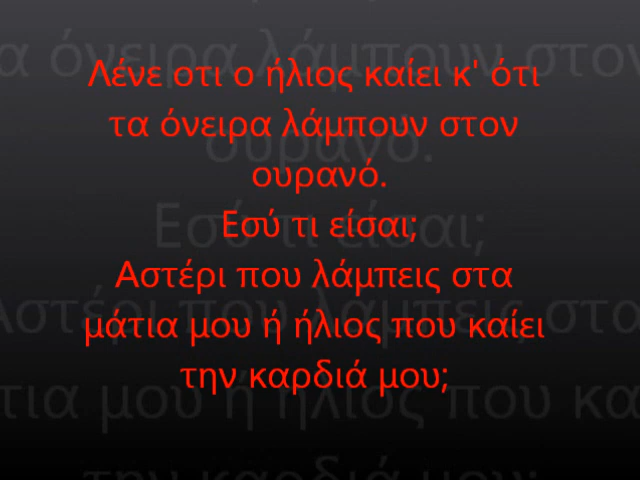 Λένε οτι ο ήλιος καίει κ' ότι
τα όνειρα λάμπουν στον
ουρανό.
Εσύ τι είσαι;
Αστέρι που λάμπεις στα
μάτια μου ή ήλιος που καίει
την καρδιά μου;